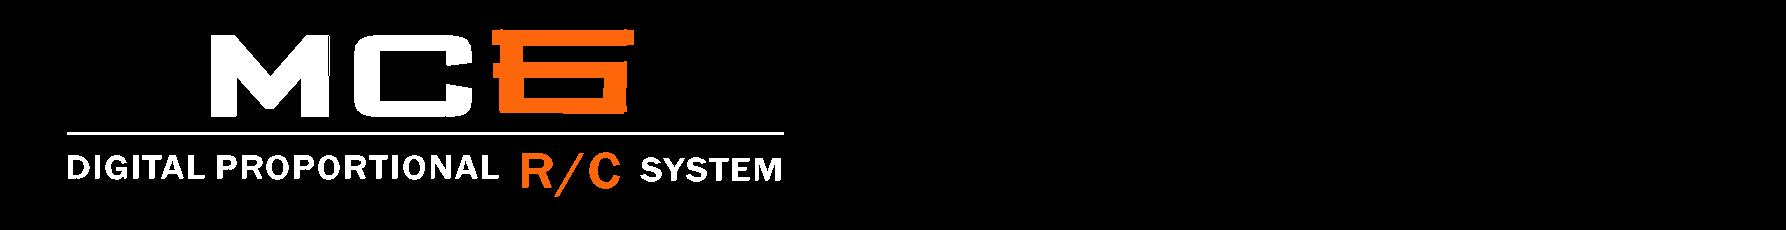 MC6
DIGITAL PROPORTIONAL R/C SYSTEM